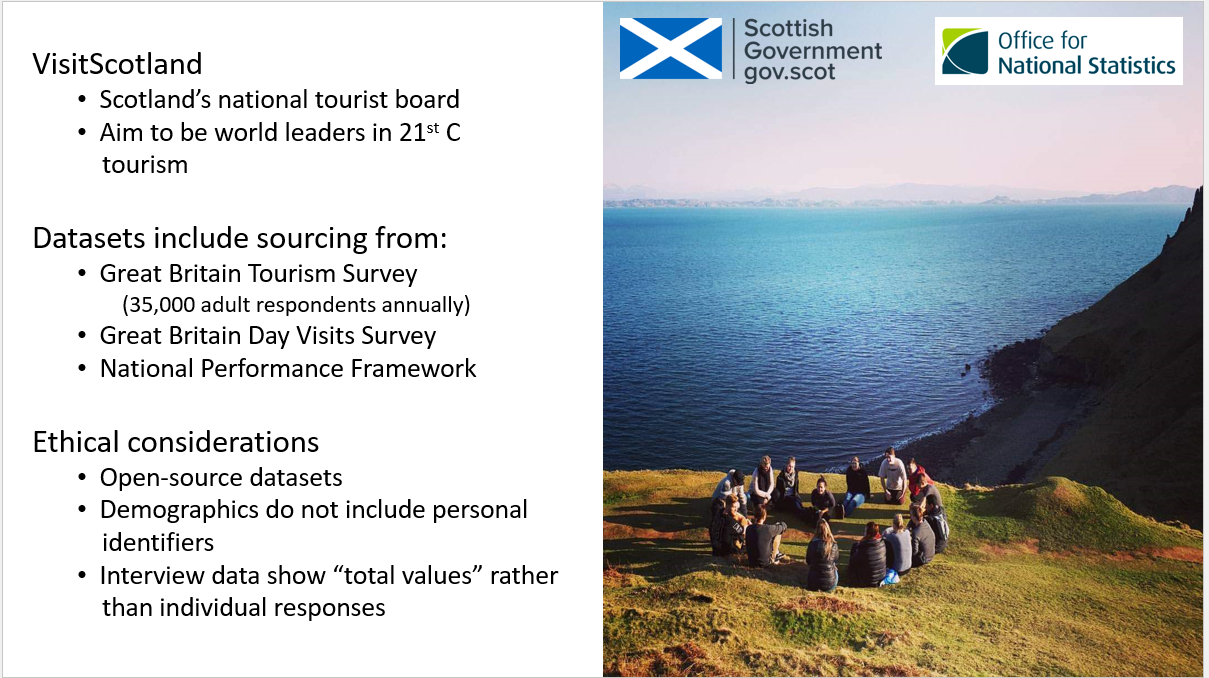 VisitScotland
• Scotland’s national tourist board
• Aim to be world leaders in 21st C
tourism
Datasets include sourcing from:
• Great Britain Tourism Survey
(35,000 adult respondents annually)
• Great Britain Day Visits Survey
• National Performance Framework
Ethical considerations
• Open-source datasets
• Demographics do not include personal
identifiers
• Interview data show “total values” rather
than individual responses
Scottish
Government
gov.scot
Office for
National Statistics